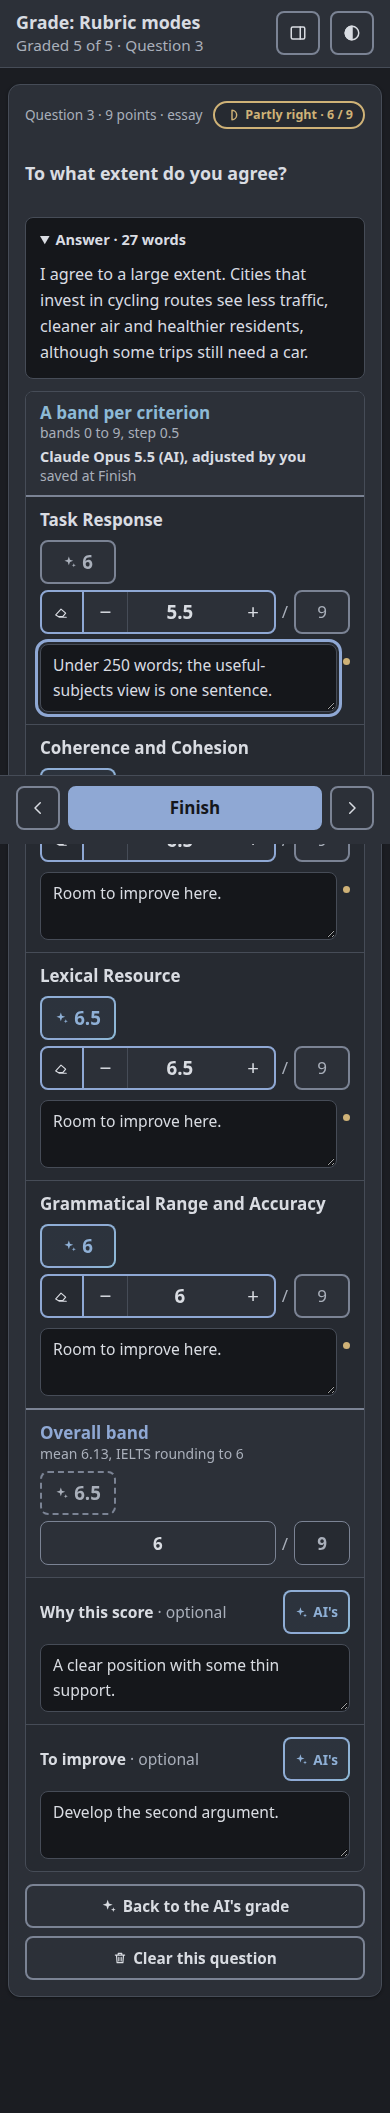 Grade: Rubric modes
Graded 5 of 5 · Question 3
Question 3 · 9 points · essay
Partly right · 6 / 9
To what extent do you agree?
Answer · 27 words
I agree to a large extent. Cities that
invest in cycling routes see less traffic,
cleaner air and healthier residents,
although some trips still need a car.
A band per criterion
bands 0 to 9, step 0.5
Claude Opus 5.5 (AI), adjusted by you
saved at Finish
Task Response
6
− 5.5 + / 9
Under 250 words; the useful-
subjects view is one sentence.
Coherence and Cohesion
Finish
Room to improve here.
Lexical Resource
6.5
− 6.5 + / 9
Room to improve here.
Grammatical Range and Accuracy
6
− 6 + / 9
Room to improve here.
Overall band
mean 6.13, IELTS rounding to 6
6.5
6 / 9
Why this score · optional
AI's
A clear position with some thin
support.
To improve · optional
AI's
Develop the second argument.
Back to the AI's grade
Clear this question